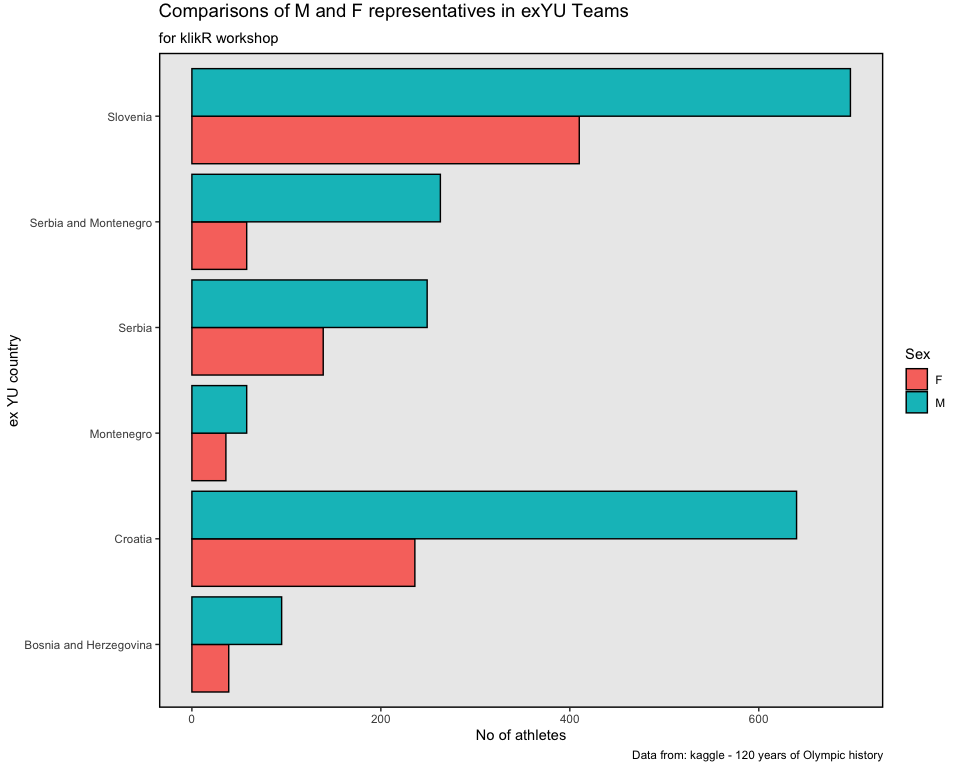 Comparisons of M and F representatives in exYU Teams
for klikR workshop
ex YU country
Slovenia
Serbia and Montenegro
Serbia
Montenegro
Croatia
Bosnia and Herzegovina
0 200 400 600
No of athletes
Sex
F
M
Data from: kaggle - 120 years of Olympic history